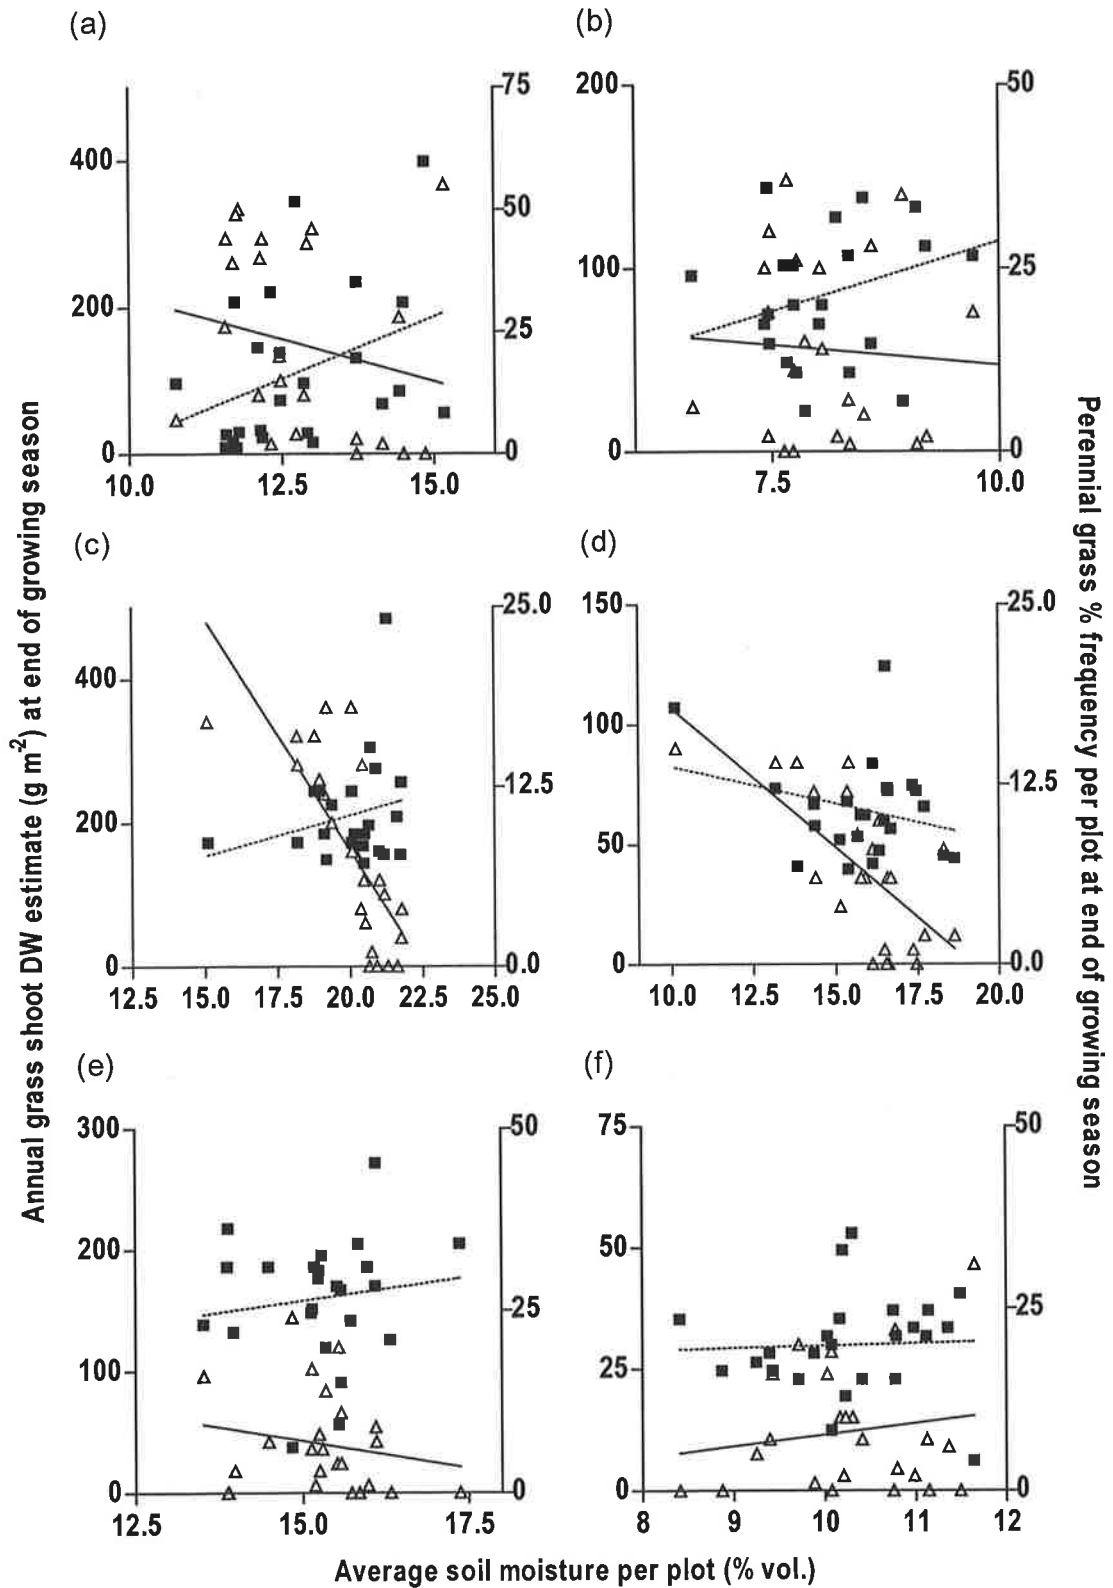 (a)
(b)
75
400
50
200
25
0
0
10.0 12.5 15.0
200
50
100
25
0
0
7.5 10.0
(c)
(d)
25.0
400
12.5
200
0
0.0
12.5 15.0 17.5 20.0 22.5 25.0
150
25.0
100
12.5
50
0
0.0
10.0 12.5 15.0 17.5 20.0
(e)
(f)
300
50
200
25
100
0
0
12.5 15.0 17.5
75
50
50
25
25
0
0
8 9 10 11 12
Annual grass shoot DW estimate (g m-2) at end of growing season
Perennial grass % frequency per plot at end of growing season
Average soil moisture per plot (% vol.)